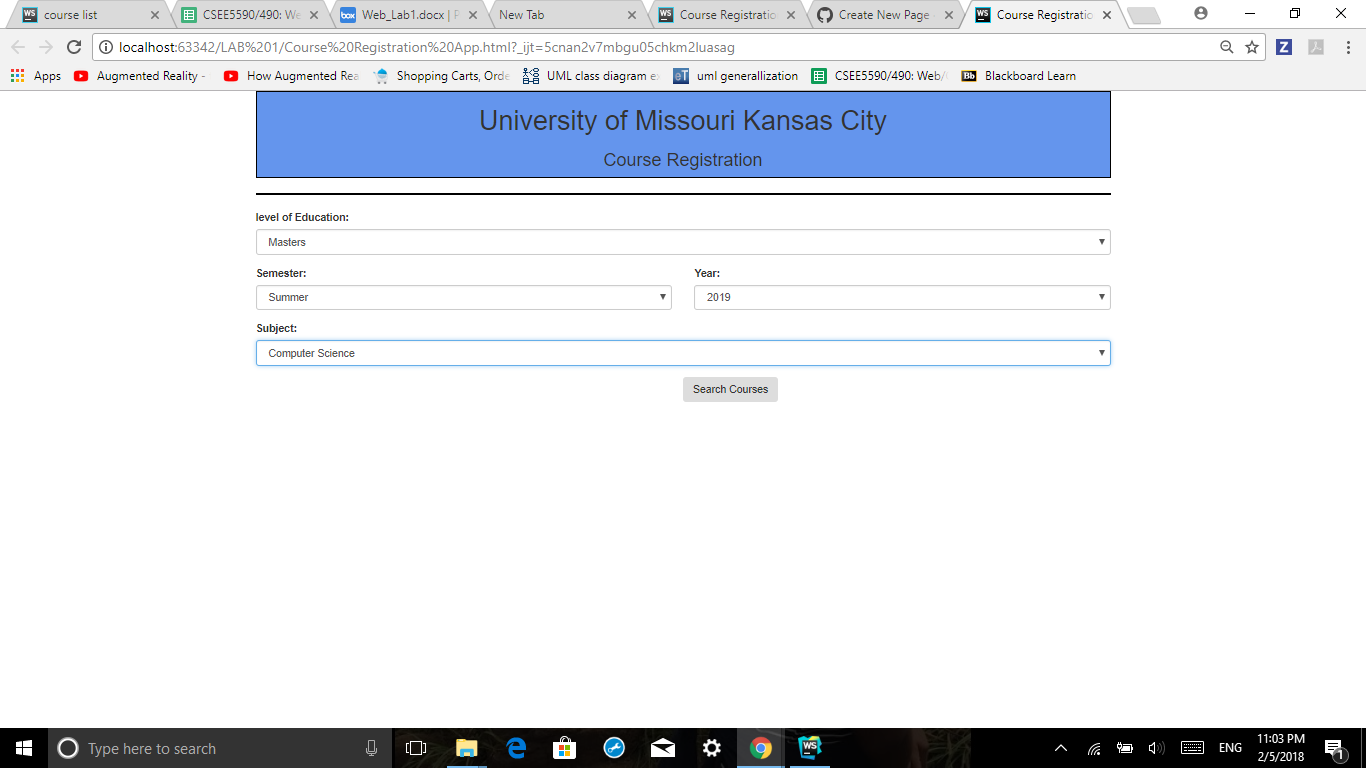 course list
CSEE5590/490: We
Web_Lab1.docx | P
New Tab
Course Registratio
Create New Page
Course Registratio
localhost:63342/LAB%201/Course%20Registration%20App.html?_ijt=5cnan2v7mbgu05chkm2luasag
Apps
Augmented Reality -
How Augmented Rea
Shopping Carts, Orde
UML class diagram ex
uml generallization
CSEE5590/490: Web/
Blackboard Learn
University of Missouri Kansas City
Course Registration
level of Education:
Masters
Semester:
Year:
Summer
2019
Subject:
Computer Science
Search Courses
Type here to search
ENG
11:03 PM
2/5/2018
1